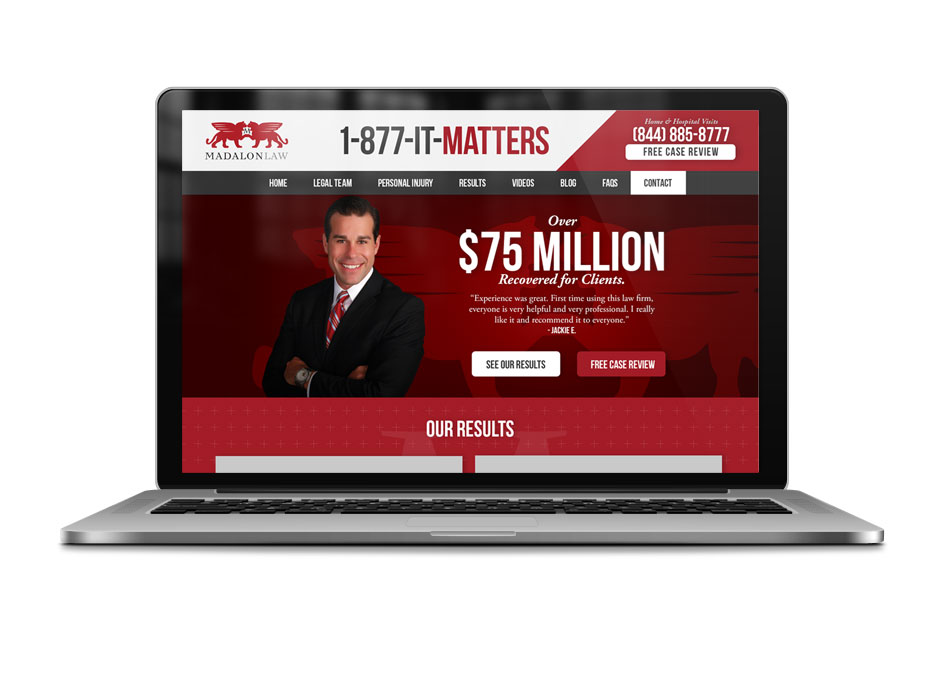 MADALONLAW
1-877-IT-MATTERS
Home & Hospital Visits
(844) 885-8777
FREE CASE REVIEW
HOME LEGAL TEAM PERSONAL INJURY RESULTS VIDEOS BLOG FAQS CONTACT
Over
$75 MILLION
Recovered for Clients.
“Experience was great. First time using this law firm,
everyone is very helpful and very professional. I really
like it and recommend it to everyone.”
- JACKIE E.
SEE OUR RESULTS FREE CASE REVIEW
OUR RESULTS